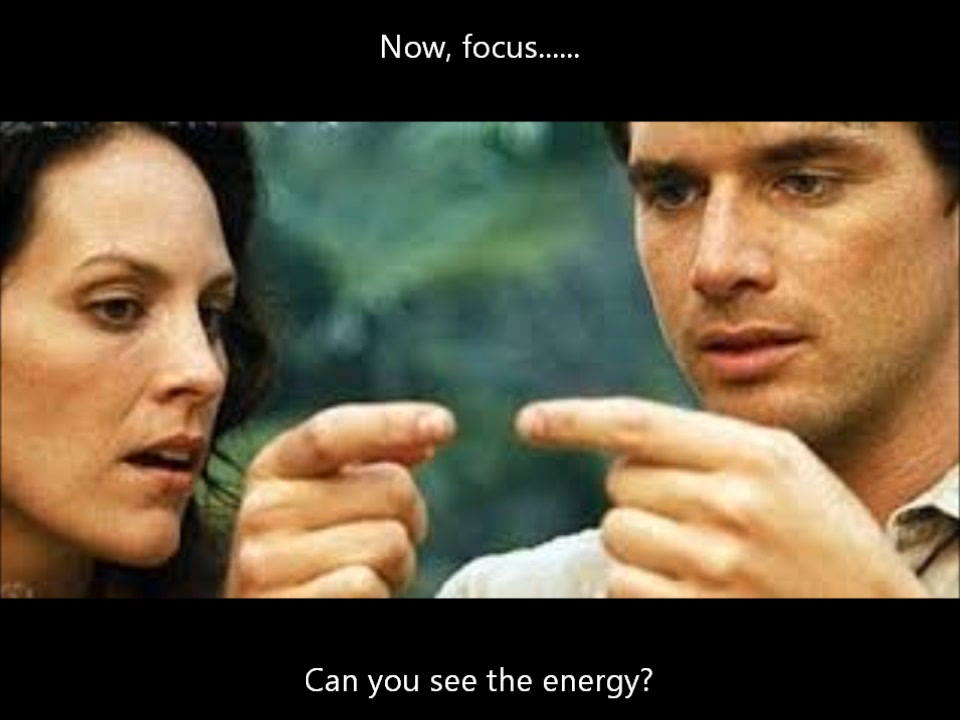 Now, focus......
Can you see the energy?